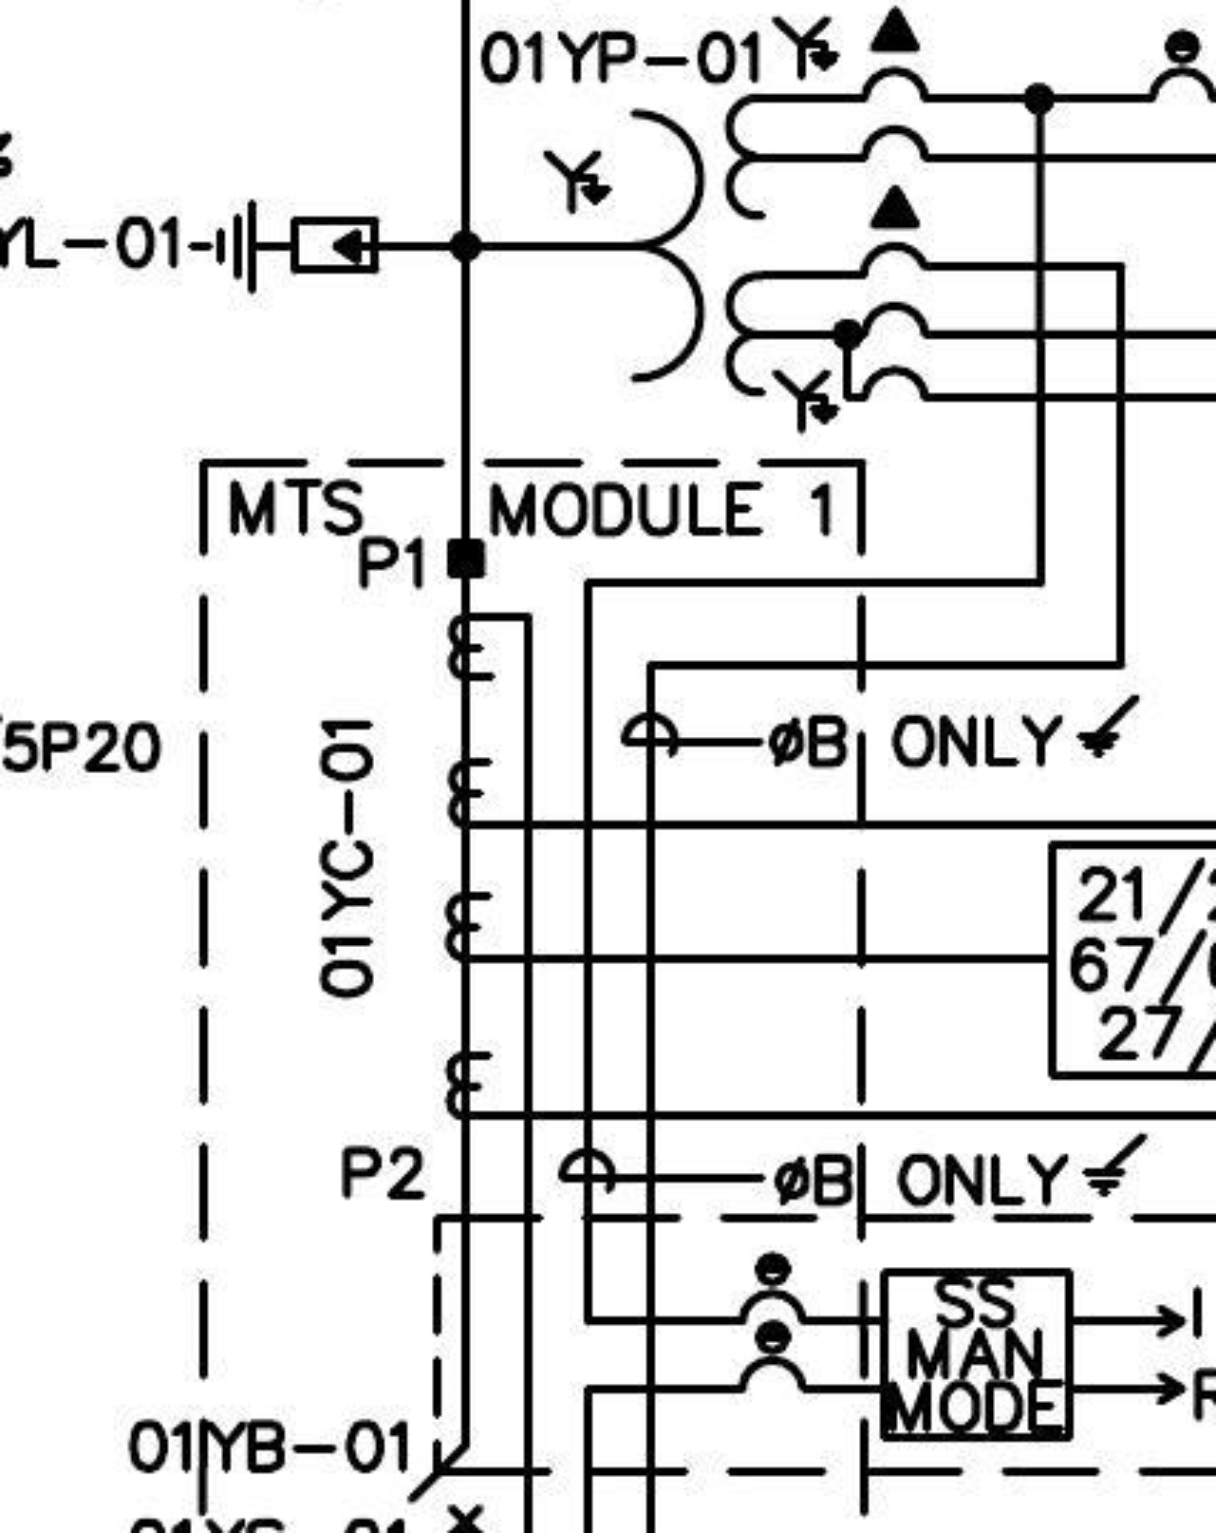 01YP-01
YL-01
MTS MODULE 1
P1
5P20
01YC-01
øB ONLY
21/
67/
27/
P2
øB ONLY
SS
MAN
MODE
I
R
01YB-01